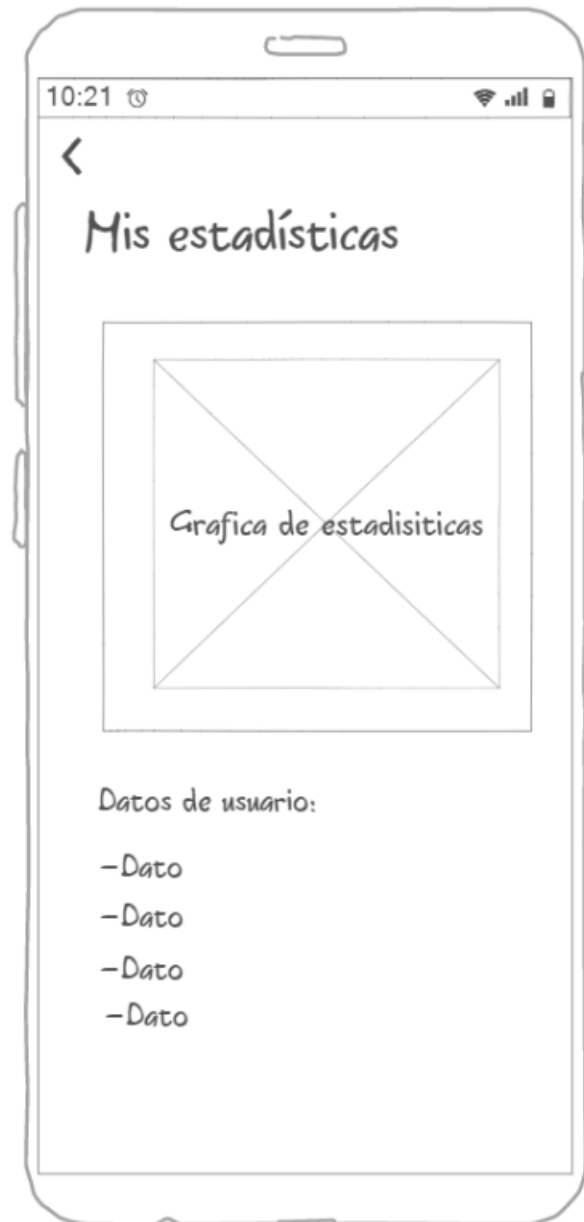 10:21
Mis estadísticas
Grafica de estadisiticas
Datos de usuario:
-Dato
-Dato
-Dato
-Dato